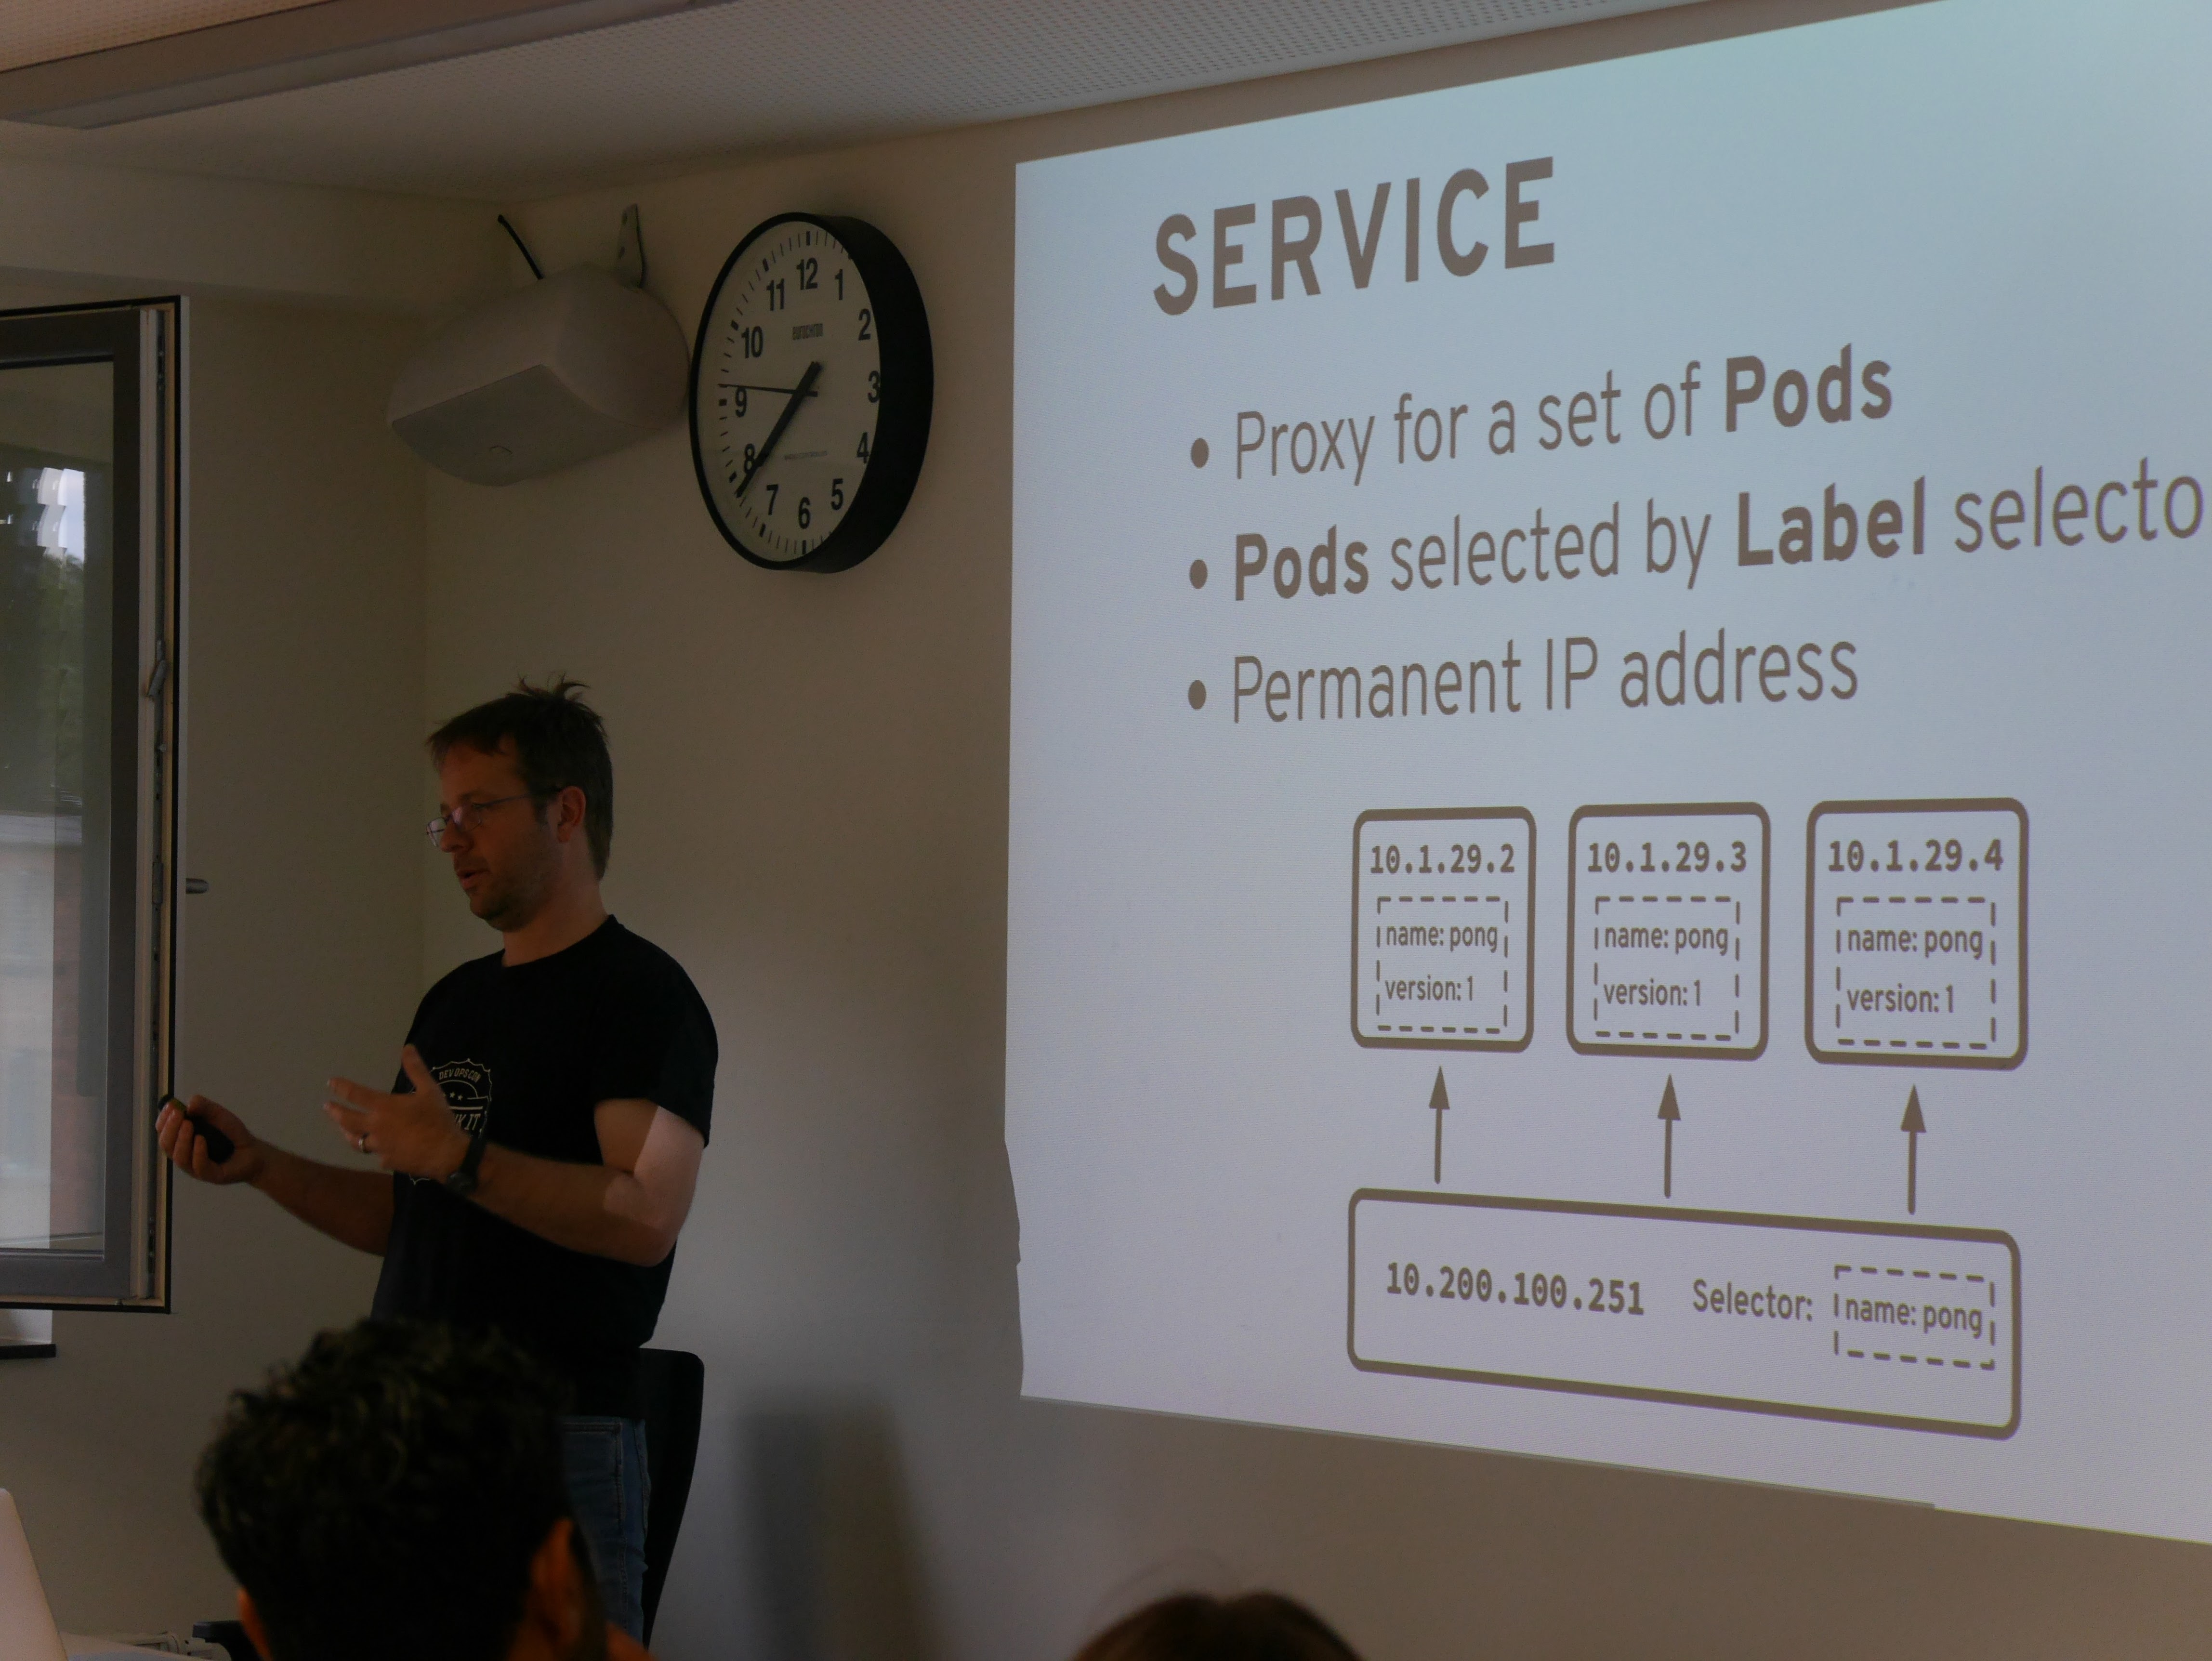 12
11
1
10
2
9
3
8
4
7
5
6
SERVICE
• Proxy for a set of Pods
• Pods selected by Label selecto
• Permanent IP address
10.1.29.2
name: pong
version: 1
10.1.29.3
name: pong
version: 1
10.1.29.4
name: pong
version: 1
10.200.100.251 Selector: name: pong
DEVOPSCON